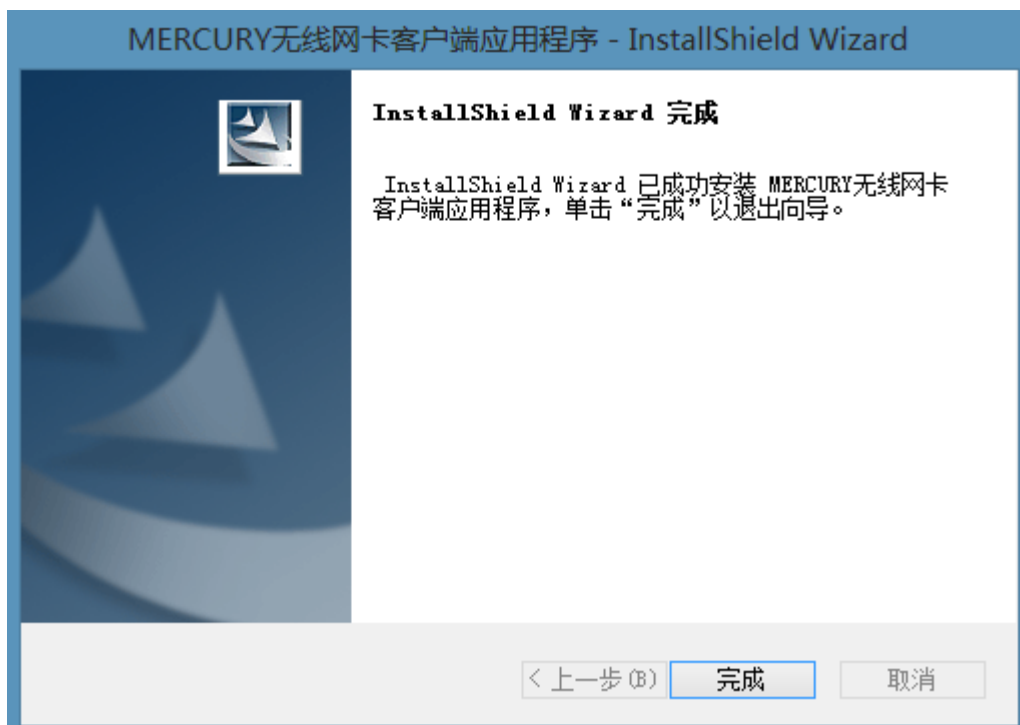 MERCURY无线网卡客户端应用程序 - InstallShield Wizard
InstallShield Wizard 完成
InstallShield Wizard 已成功安装 MERCURY无线网卡
客户端应用程序，单击“完成”以退出向导。
< 上一步(B)
完成
取消